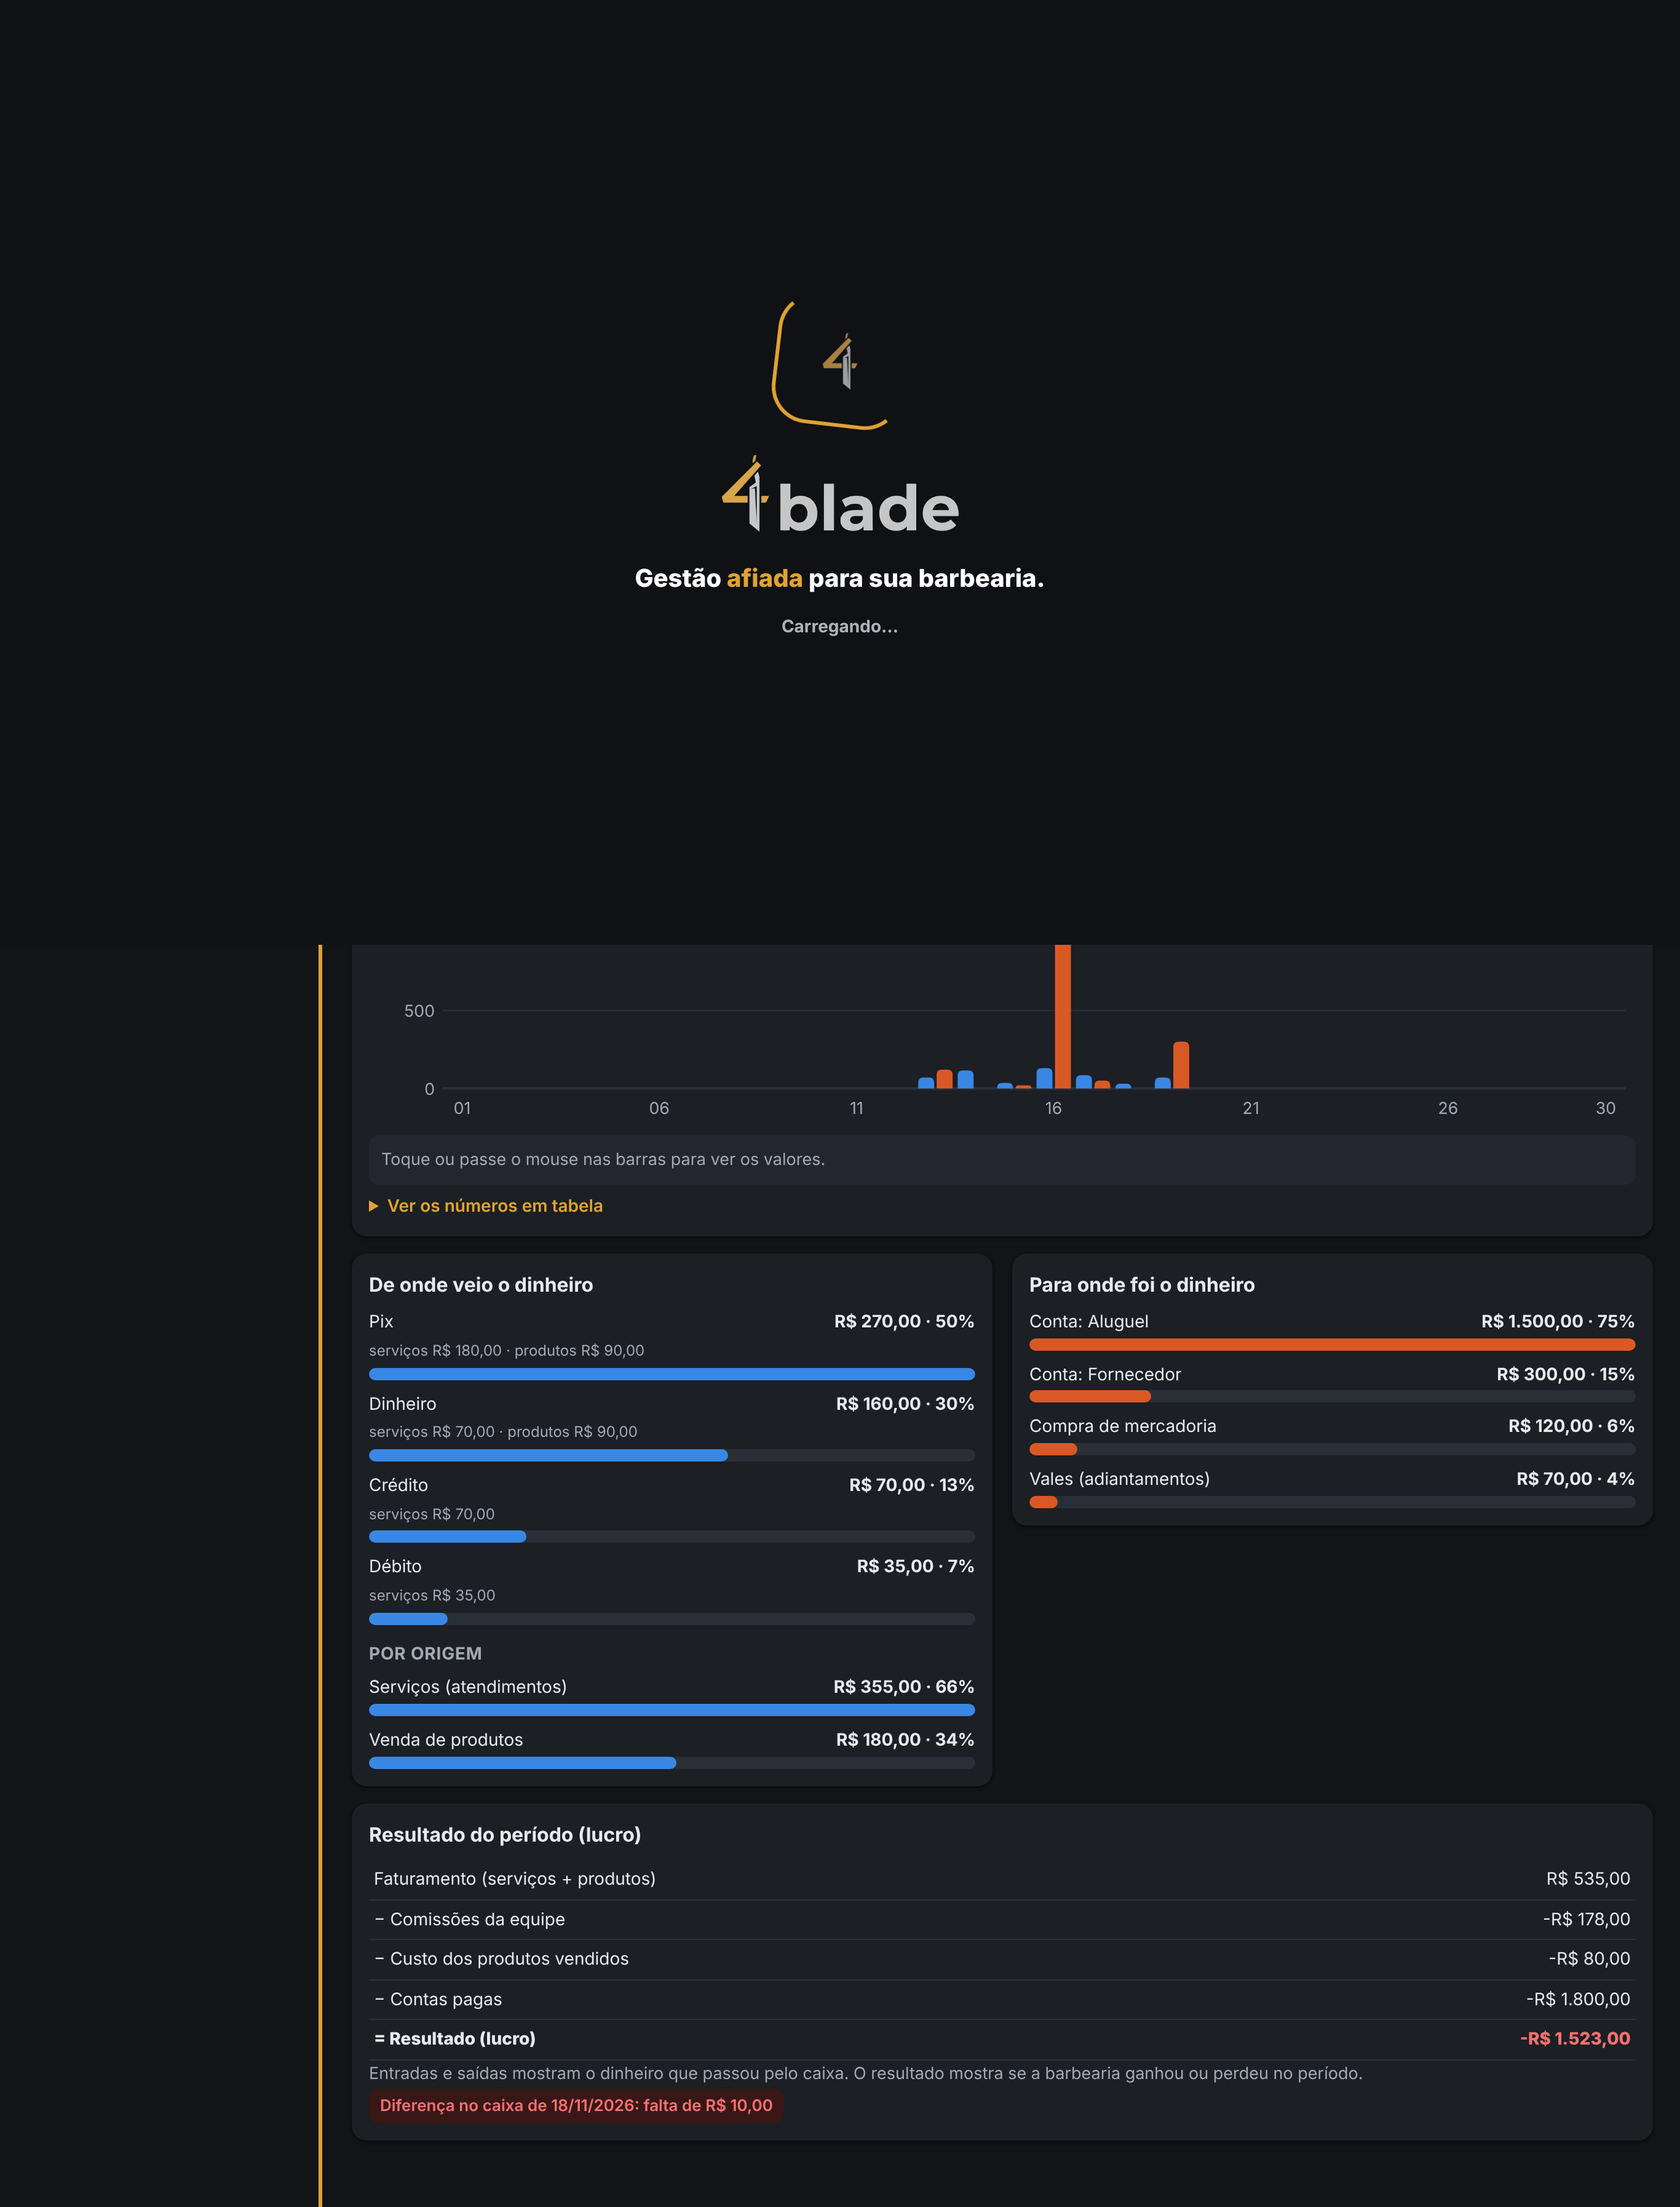 4
4blade
Gestão afiada para sua barbearia.
Carregando...
500
0
01 06 11 16 21 26 30
Toque ou passe o mouse nas barras para ver os valores.
Ver os números em tabela
De onde veio o dinheiro
Pix R$ 270,00 · 50%
serviços R$ 180,00 · produtos R$ 90,00
Dinheiro R$ 160,00 · 30%
serviços R$ 70,00 · produtos R$ 90,00
Crédito R$ 70,00 · 13%
serviços R$ 70,00
Débito R$ 35,00 · 7%
serviços R$ 35,00
POR ORIGEM
Serviços (atendimentos) R$ 355,00 · 66%
Venda de produtos R$ 180,00 · 34%
Para onde foi o dinheiro
Conta: Aluguel R$ 1.500,00 · 75%
Conta: Fornecedor R$ 300,00 · 15%
Compra de mercadoria R$ 120,00 · 6%
Vales (adiantamentos) R$ 70,00 · 4%
Resultado do período (lucro)
Faturamento (serviços + produtos) R$ 535,00
− Comissões da equipe -R$ 178,00
− Custo dos produtos vendidos -R$ 80,00
− Contas pagas -R$ 1.800,00
= Resultado (lucro) -R$ 1.523,00
Entradas e saídas mostram o dinheiro que passou pelo caixa. O resultado mostra se a barbearia ganhou ou perdeu no período.
Diferença no caixa de 18/11/2026: falta de R$ 10,00